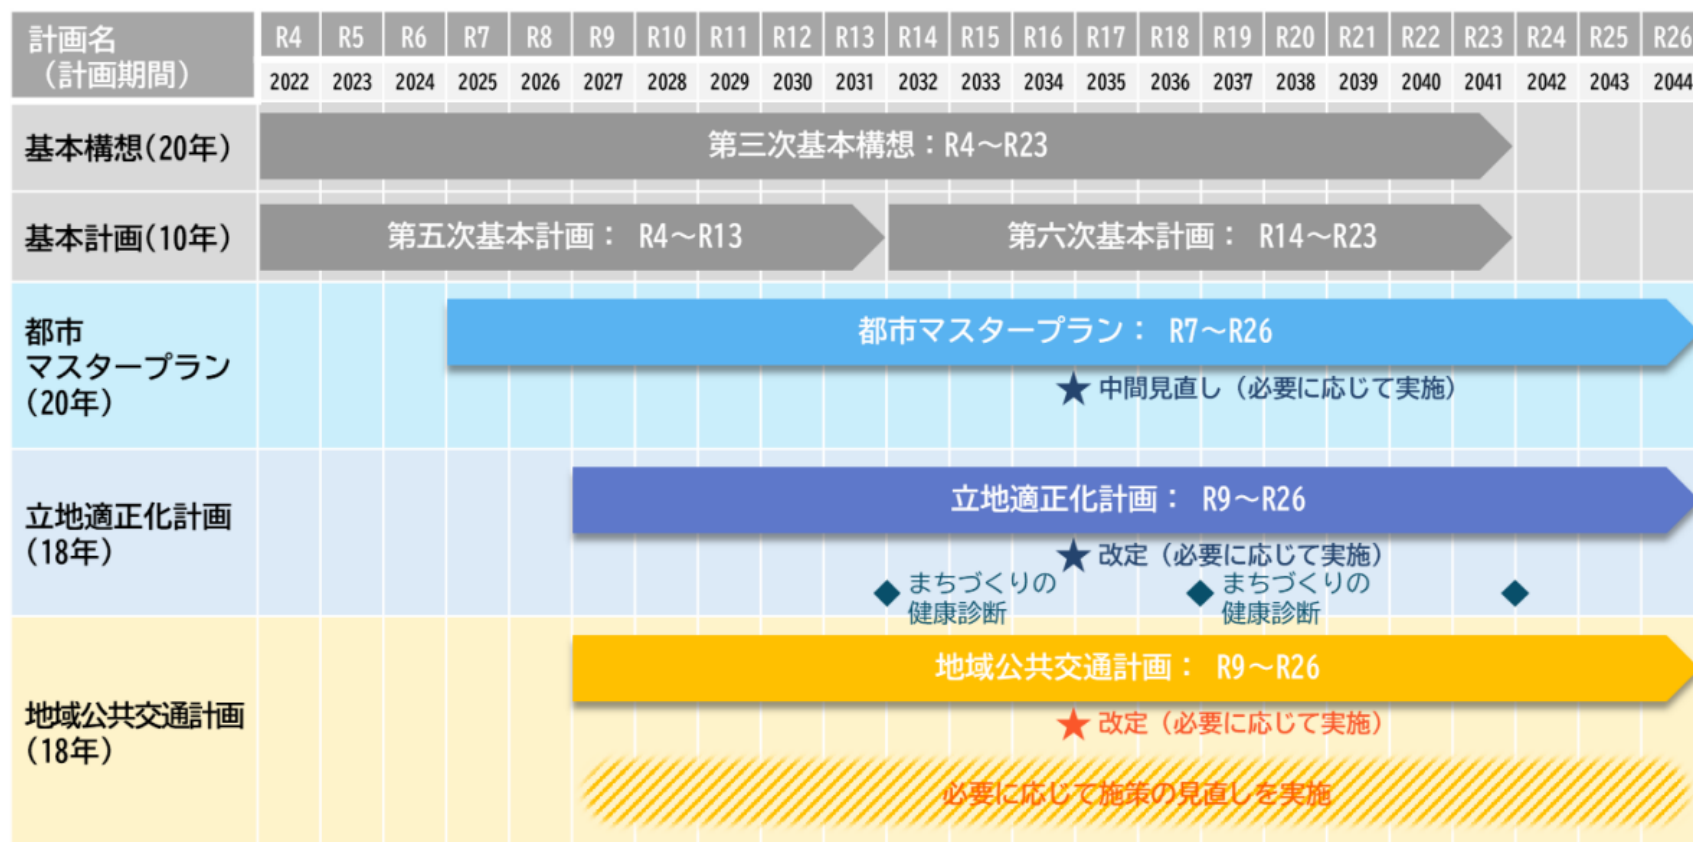 計画名
（計画期間）
R4 R5 R6 R7 R8 R9 R10 R11 R12 R13 R14 R15 R16 R17 R18 R19 R20 R21 R22 R23 R24 R25 R26
2022 2023 2024 2025 2026 2027 2028 2029 2030 2031 2032 2033 2034 2035 2036 2037 2038 2039 2040 2041 2042 2043 2044
基本構想(20年)
第三次基本構想：R4～R23
基本計画(10年)
第五次基本計画： R4～R13
第六次基本計画： R14～R23
都市
マスタープラン
(20年)
都市マスタープラン： R7～R26
★ 中間見直し（必要に応じて実施）
立地適正化計画
(18年)
立地適正化計画： R9～R26
★ 改定（必要に応じて実施）
◆ まちづくりの
健康診断
◆ まちづくりの
健康診断
◆
地域公共交通計画
(18年)
地域公共交通計画： R9～R26
★ 改定（必要に応じて実施）
必要に応じて施策の見直しを実施